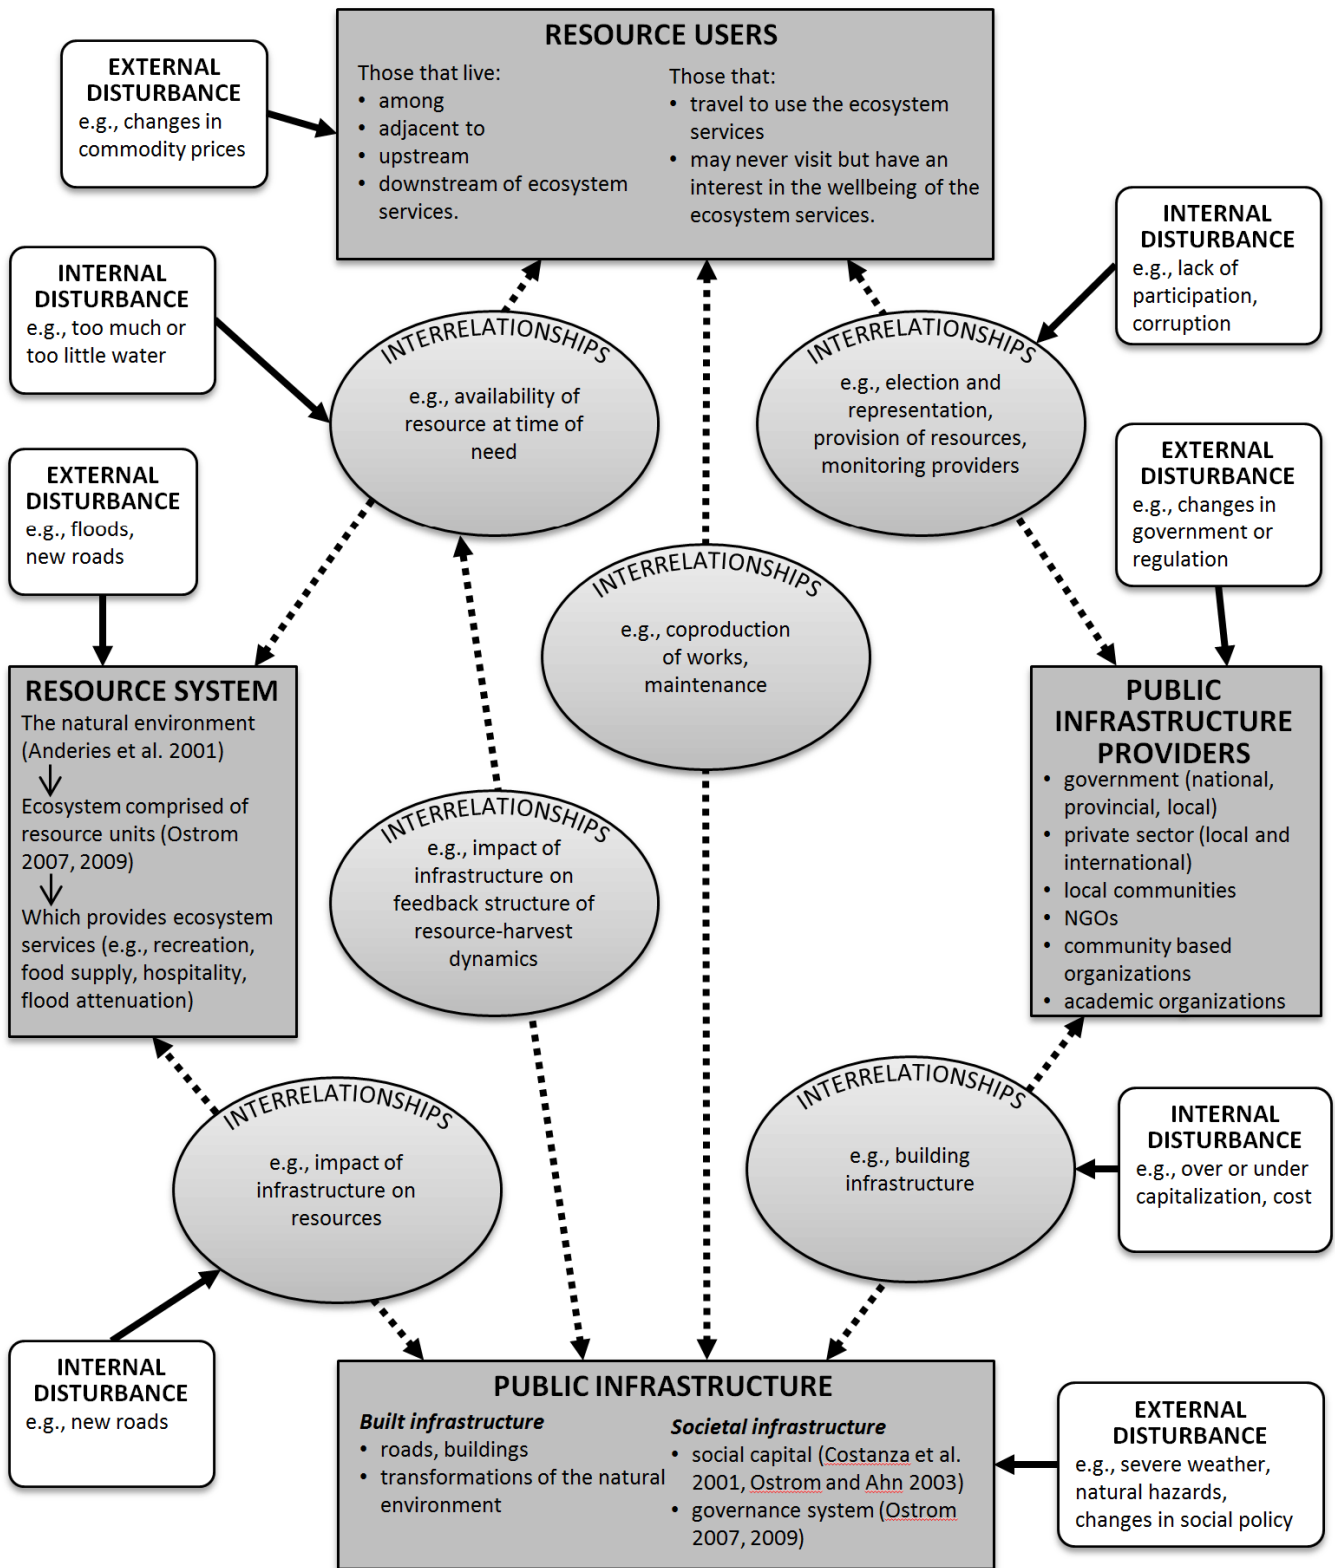 RESOURCE USERS
Those that live:
• among
• adjacent to
• upstream
• downstream of ecosystem
services.
Those that:
• travel to use the ecosystem
services
• may never visit but have an
interest in the wellbeing of the
ecosystem services.
EXTERNAL
DISTURBANCE
e.g., changes in
commodity prices
INTERNAL
DISTURBANCE
e.g., lack of
participation,
corruption
INTERNAL
DISTURBANCE
e.g., too much or
too little water
INTERRELATIONSHIPS
e.g., availability of
resource at time of
need
INTERRELATIONSHIPS
e.g., election and
representation,
provision of resources,
monitoring providers
EXTERNAL
DISTURBANCE
e.g., floods,
new roads
EXTERNAL
DISTURBANCE
e.g., changes in
government or
regulation
INTERRELATIONSHIPS
e.g., coproduction
of works,
maintenance
RESOURCE SYSTEM
The natural environment
(Anderies et al. 2001)
Ecosystem comprised of
resource units (Ostrom
2007, 2009)
Which provides ecosystem
services (e.g., recreation,
food supply, hospitality,
flood attenuation)
INTERRELATIONSHIPS
e.g., impact of
infrastructure on
feedback structure of
resource-harvest
dynamics
PUBLIC
INFRASTRUCTURE
PROVIDERS
• government (national,
provincial, local)
• private sector (local and
international)
• local communities
• NGOs
• community based
organizations
• academic organizations
INTERRELATIONSHIPS
e.g., impact of
infrastructure on
resources
INTERRELATIONSHIPS
e.g., building
infrastructure
INTERNAL
DISTURBANCE
e.g., over or under
capitalization, cost
INTERNAL
DISTURBANCE
e.g., new roads
PUBLIC INFRASTRUCTURE
Built infrastructure
• roads, buildings
• transformations of the natural
environment
Societal infrastructure
• social capital (Costanza et al.
2001, Ostrom and Ahn 2003)
• governance system (Ostrom
2007, 2009)
EXTERNAL
DISTURBANCE
e.g., severe weather,
natural hazards,
changes in social policy